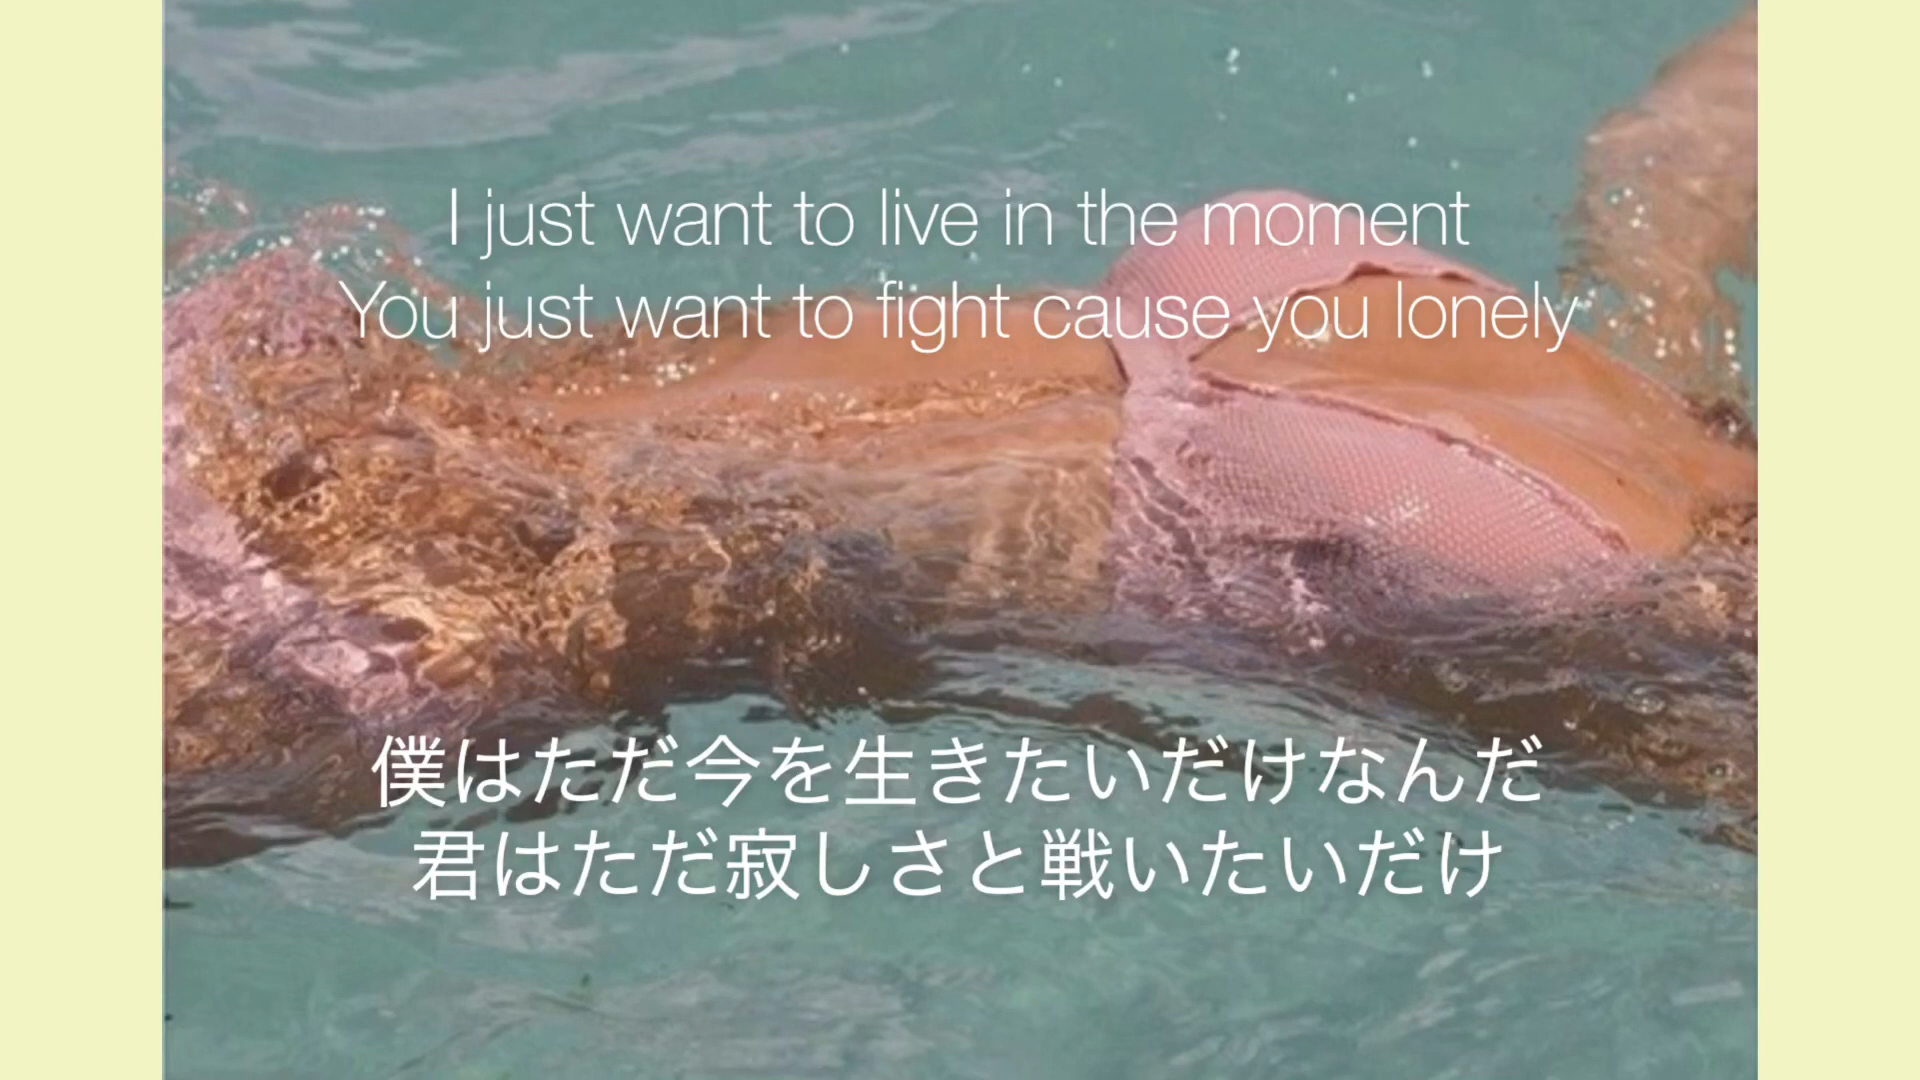 I just want to live in the moment
You just want to fight cause you lonely
僕はただ今を生きたいだけなんだ
君はただ寂しさと戦いたいだけ